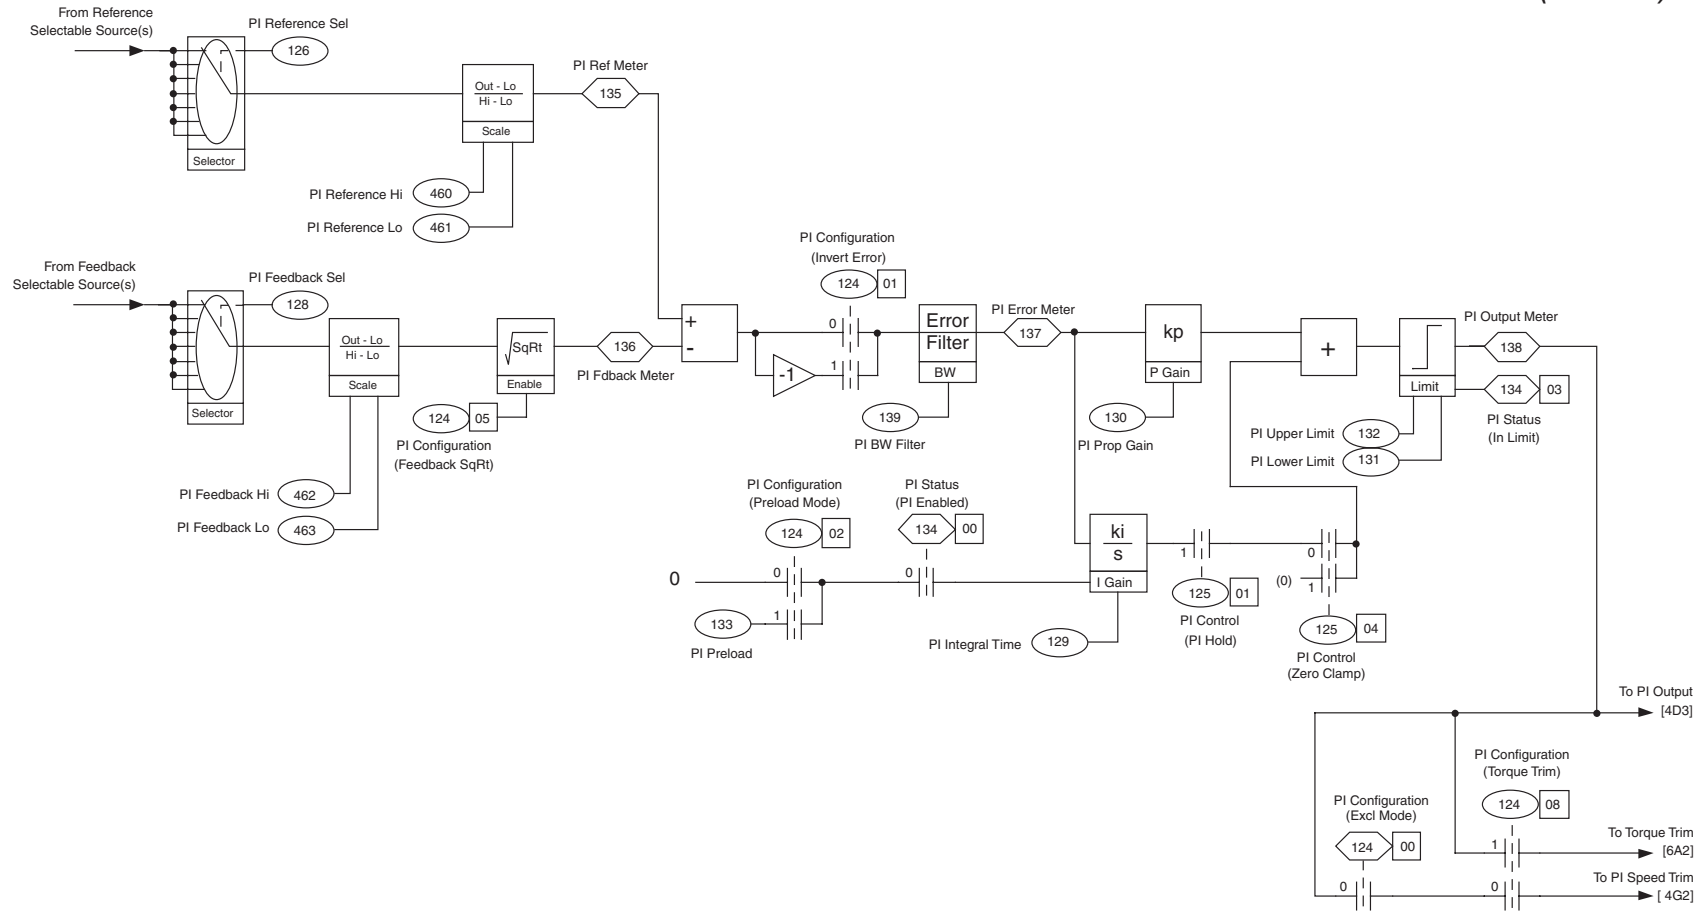 From Reference
Selectable Source(s)
PI Reference Sel
126
Selector
Out - Lo
Hi - Lo
Scale
PI Ref Meter
135
PI Reference Hi
460
PI Reference Lo
461
From Feedback
Selectable Source(s)
PI Feedback Sel
128
Selector
Out - Lo
Hi - Lo
Scale
√SqRt
Enable
136
PI Fdback Meter
124 05
PI Configuration
(Feedback SqRt)
PI Feedback Hi
462
PI Feedback Lo
463
+
-
PI Configuration
(Invert Error)
124 01
0
-1
1
Error
Filter
BW
139
PI BW Filter
PI Error Meter
137
kp
P Gain
130
PI Prop Gain
+
Limit
PI Output Meter
138
134 03
PI Status
(In Limit)
PI Upper Limit
132
PI Lower Limit
131
PI Configuration
(Preload Mode)
124 02
PI Status
(PI Enabled)
134 00
0
0
1
0
133
PI Preload
ki
s
I Gain
PI Integral Time
129
1
125 01
PI Control
(PI Hold)
0
(0)
1
125 04
PI Control
(Zero Clamp)
To PI Output
[4D3]
PI Configuration
(Torque Trim)
124 08
PI Configuration
(Excl Mode)
124 00
1
To Torque Trim
[6A2]
0
0
To PI Speed Trim
[ 4G2]